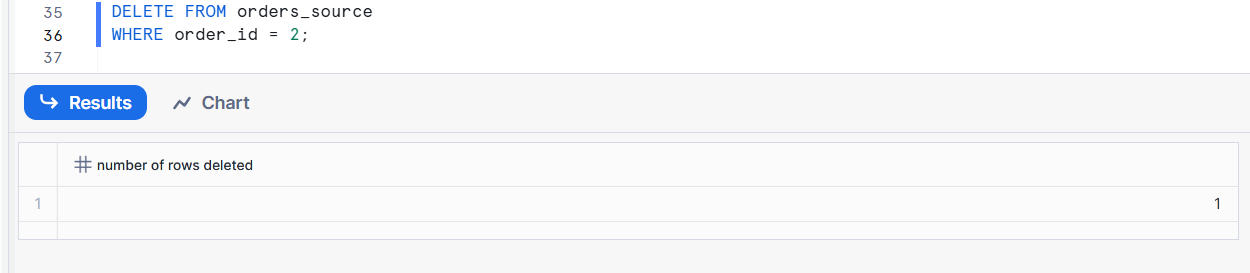 35 DELETE FROM orders_source
36 WHERE order_id = 2;
37
Results Chart
# number of rows deleted
1 1